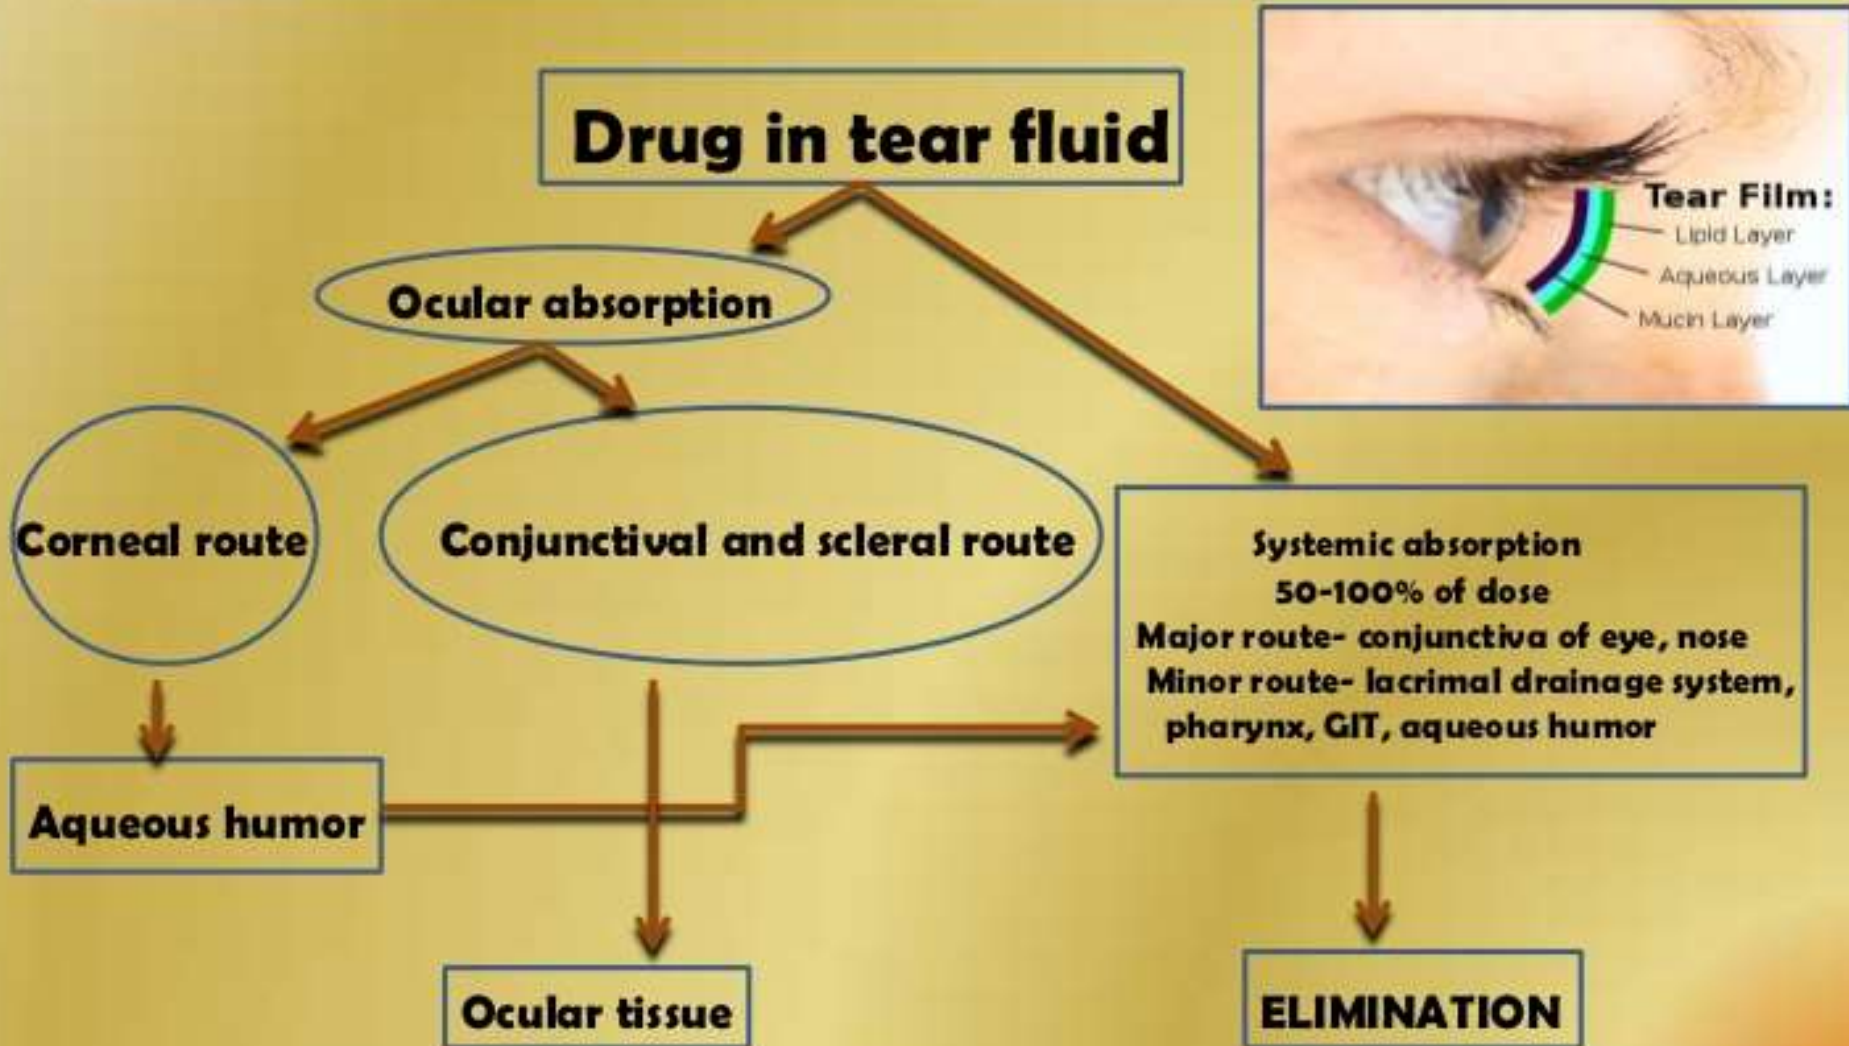 Drug in tear fluid
Tear Film:
Lipid Layer
Aqueous Layer
Mucin Layer
Ocular absorption
Corneal route
Conjunctival and scleral route
Systemic absorption
50-100% of dose
Major route- conjunctiva of eye, nose
Minor route- lacrimal drainage system,
pharynx, GIT, aqueous humor
Aqueous humor
Ocular tissue
ELIMINATION